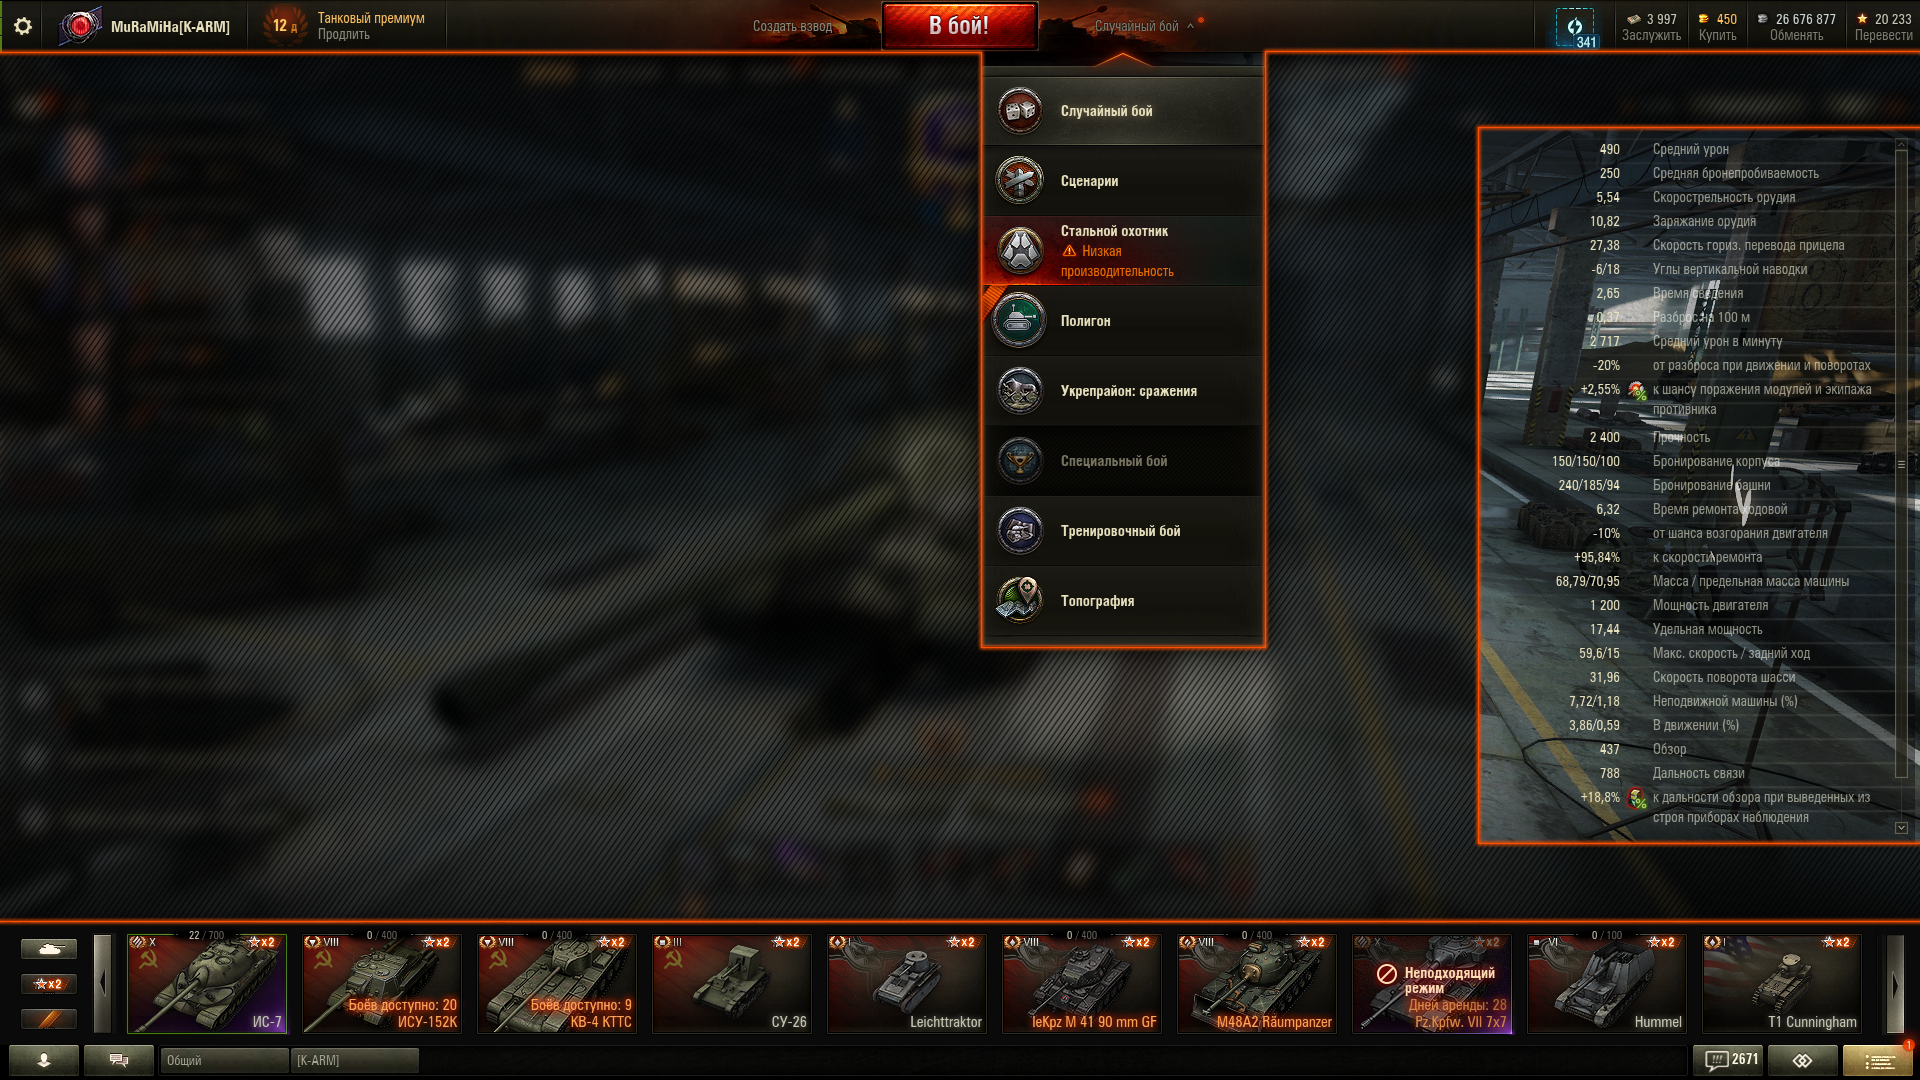 MuRaMiHa[K-ARM]
12 д
Танковый премиум
Продлить
Создать взвод
В бой!
Случайный бой
341
3 997
Заслужить
450
Купить
26 676 877
Обменять
20 233
Перевести
Случайный бой
Сценарии
Стальной охотник
Низкая
производительность
Полигон
Укрепрайон: сражения
Специальный бой
Тренировочный бой
Топография
490 Средний урон
250 Средняя бронепробиваемость
5,54 Скорострельность орудия
10,82 Заряжание орудия
27,38 Скорость гориз. перевода прицела
-6/18 Углы вертикальной наводки
2,65 Время сведения
0,37 Разброс на 100 м
2 717 Средний урон в минуту
-20% от разброса при движении и поворотах
+2,55% к шансу поражения модулей и экипажа
противника
2 400 Прочность
150/150/100 Бронирование корпуса
240/185/94 Бронирование башни
6,32 Время ремонта ходовой
-10% от шанса возгорания двигателя
+95,84% к скорости ремонта
68,79/70,95 Масса / предельная масса машины
1 200 Мощность двигателя
17,44 Удельная мощность
59,6/15 Макс. скорость / задний ход
31,96 Скорость поворота шасси
7,72/1,18 Неподвижной машины (%)
3,86/0,59 В движении (%)
437 Обзор
788 Дальность связи
+18,8% к дальности обзора при выведенных из
строя приборах наблюдения
x2
X 22 / 700 x2
ИС-7
VIII 0 / 400 x2
Боёв доступно: 20
ИСУ-152К
VIII 0 / 400 x2
Боёв доступно: 9
КВ-4 КТТС
III x2
СУ-26
I x2
Leichttraktor
VIII 0 / 400 x2
leKpz M 41 90 mm GF
VIII 0 / 400 x2
M48A2 Räumpanzer
X x2
Неподходящий
режим
Дней аренды: 28
Pz.Kpfw. VII 7x7
VI 0 / 100 x2
Hummel
I x2
T1 Cunningham
Общий
[K-ARM]
2671
1